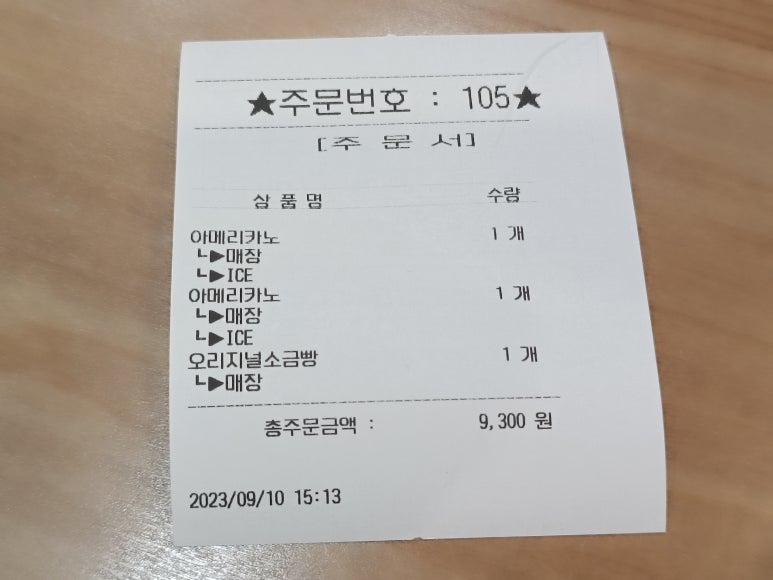 ★주문번호 : 105★
[주 문 서]
상 품 명 수량
아메리카노 1 개
┗▶매장
┗▶ICE
아메리카노 1 개
┗▶매장
┗▶ICE
오리지널소금빵 1 개
┗▶매장
총주문금액 : 9,300 원
2023/09/10 15:13